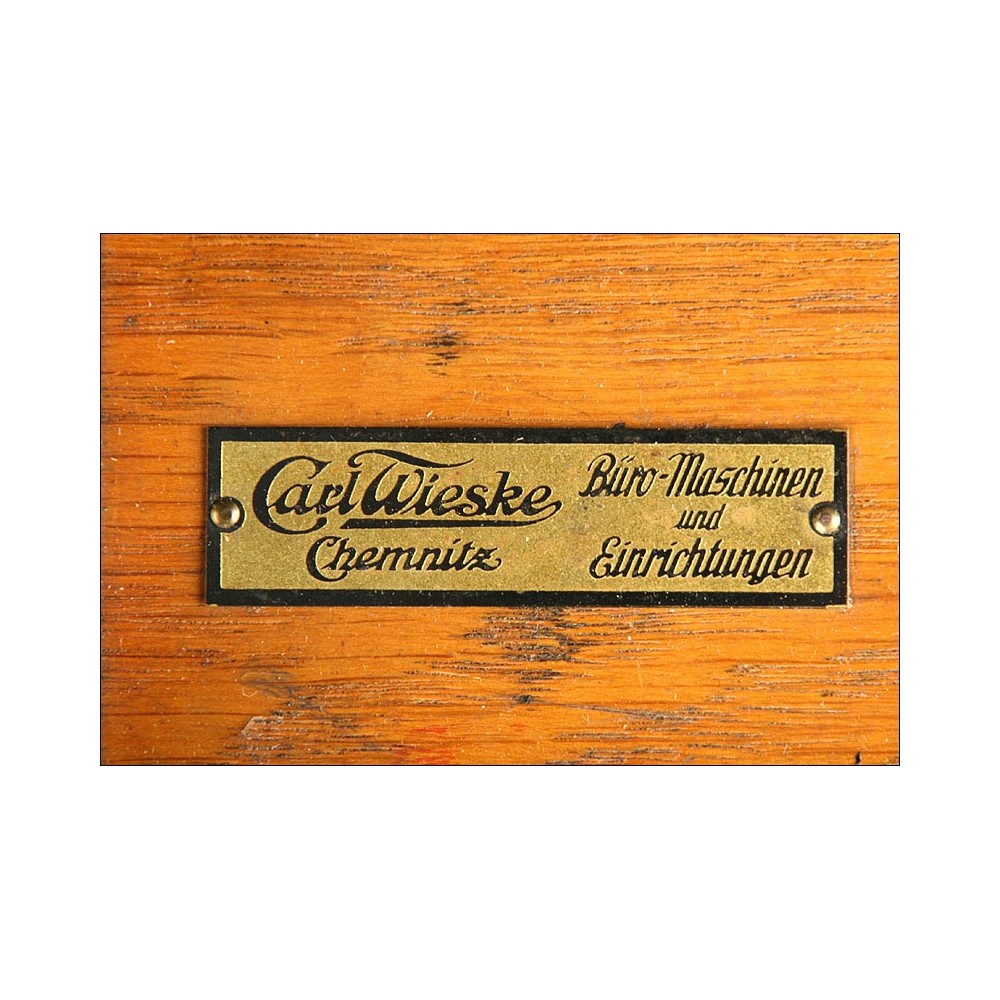 Carl Wieske
Chemnitz
Büro-Maschinen
und
Einrichtungen